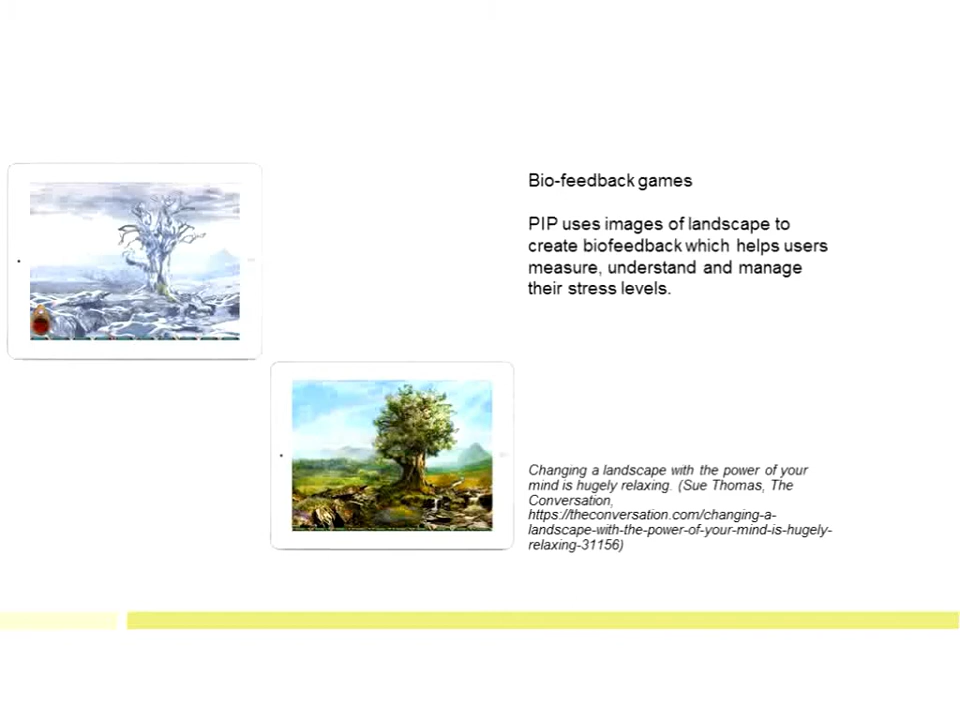 Bio-feedback games
PIP uses images of landscape to
create biofeedback which helps users
measure, understand and manage
their stress levels.
Changing a landscape with the power of your
mind is hugely relaxing. (Sue Thomas, The
Conversation,
https://theconversation.com/changing-a-
landscape-with-the-power-of-your-mind-is-hugely-
relaxing-31156)